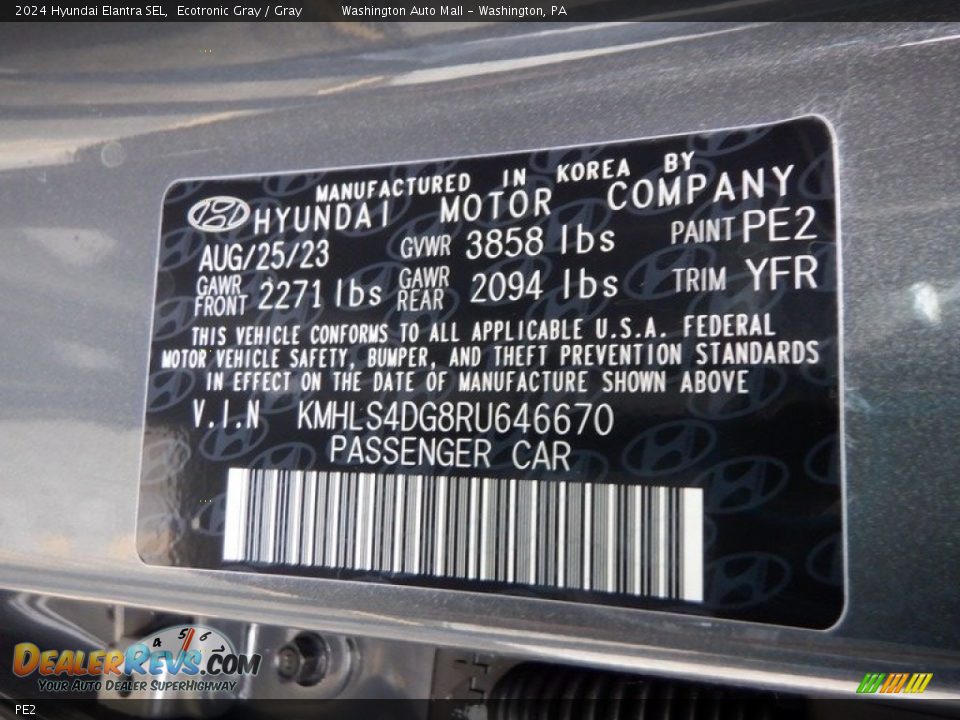 2024 Hyundai Elantra SEL, Ecotronic Gray / Gray Washington Auto Mall - Washington, PA
MANUFACTURED IN KOREA BY
HYUNDAI MOTOR COMPANY
AUG/25/23 GVWR 3858 lbs PAINT PE2
GAWR FRONT 2271 lbs GAWR REAR 2094 lbs TRIM YFR
THIS VEHICLE CONFORMS TO ALL APPLICABLE U.S.A. FEDERAL
MOTOR VEHICLE SAFETY, BUMPER, AND THEFT PREVENTION STANDARDS
IN EFFECT ON THE DATE OF MANUFACTURE SHOWN ABOVE
V.I.N KMHLS4DG8RU646670
PASSENGER CAR
4 5 6
DEALERREVS.COM
YOUR AUTO DEALER SUPERHIGHWAY
PE2